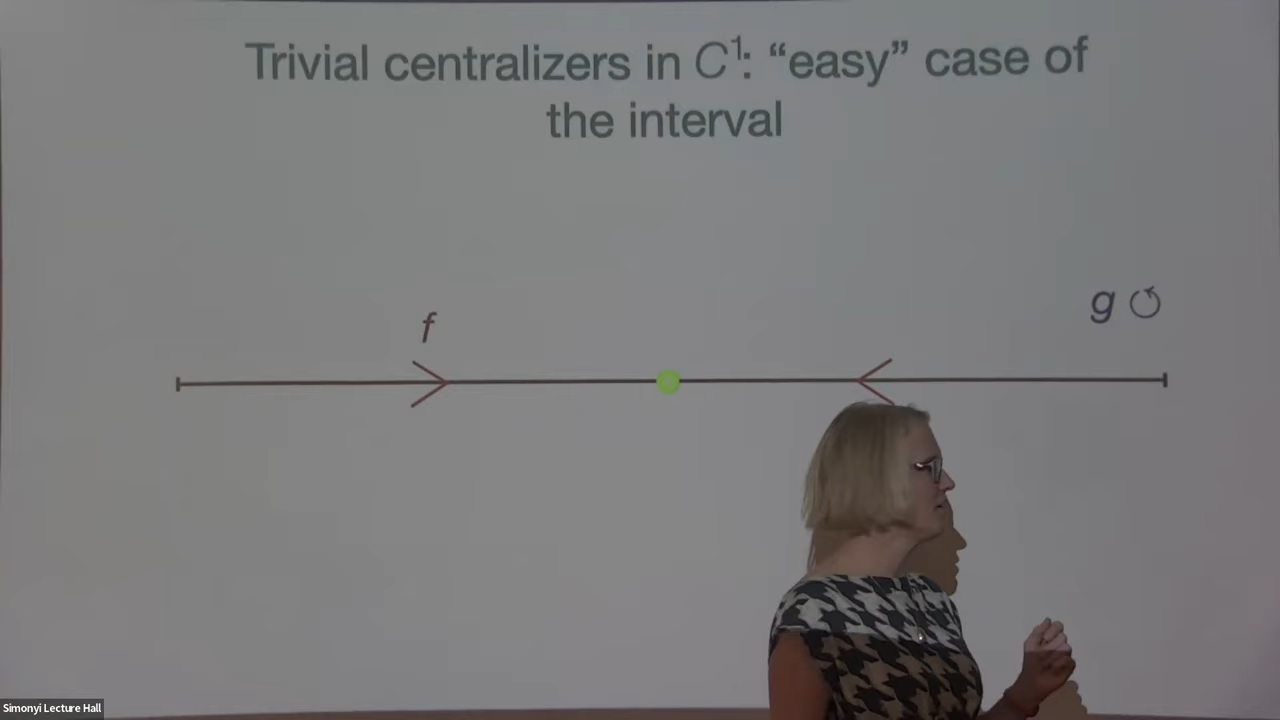 Trivial centralizers in C¹: “easy” case of
the interval
f
g
Simonyi Lecture Hall